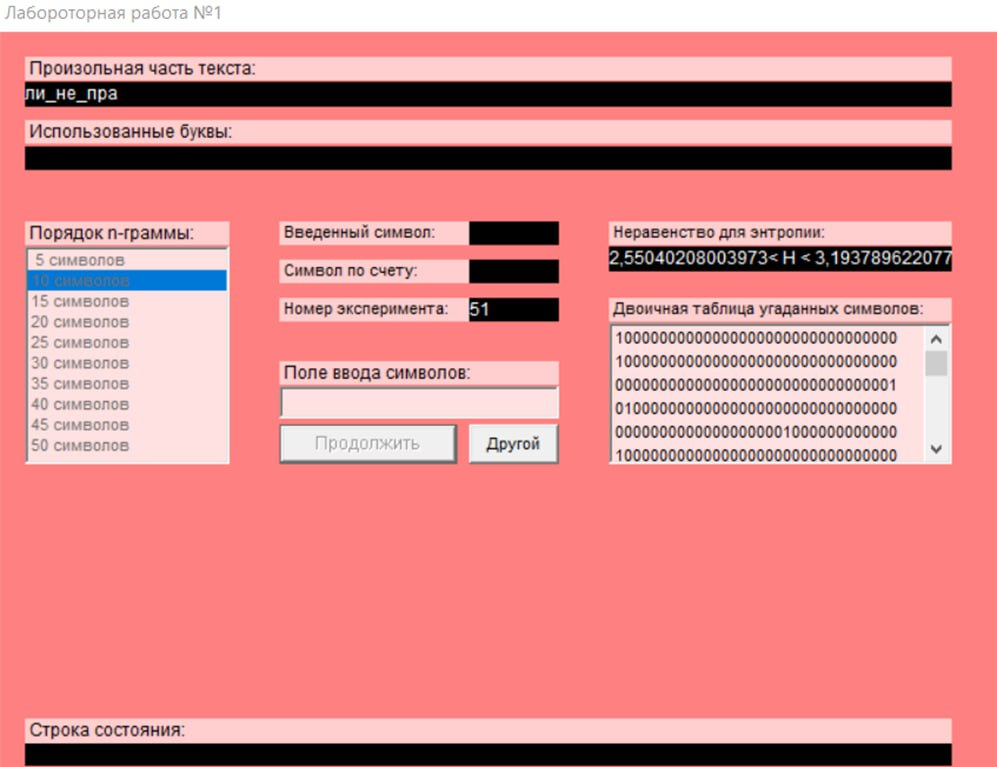 Лабороторная работа №1
Произольная часть текста:
ли_не_пра
Использованные буквы:
Порядок n-граммы:
5 символов
10 символов
15 символов
20 символов
25 символов
30 символов
35 символов
40 символов
45 символов
50 символов
Введенный символ:
Символ по счету:
Номер эксперимента: 51
Поле ввода символов:
Продолжить
Другой
Неравенство для энтропии:
2,55040208003973< H < 3,193789622077
Двоичная таблица угаданных символов:
10000000000000000000000000000000
10000000000000000000000000000000
00000000000000000000000000000001
01000000000000000000000000000000
00000000000000000001000000000000
10000000000000000000000000000000
Строка состояния: